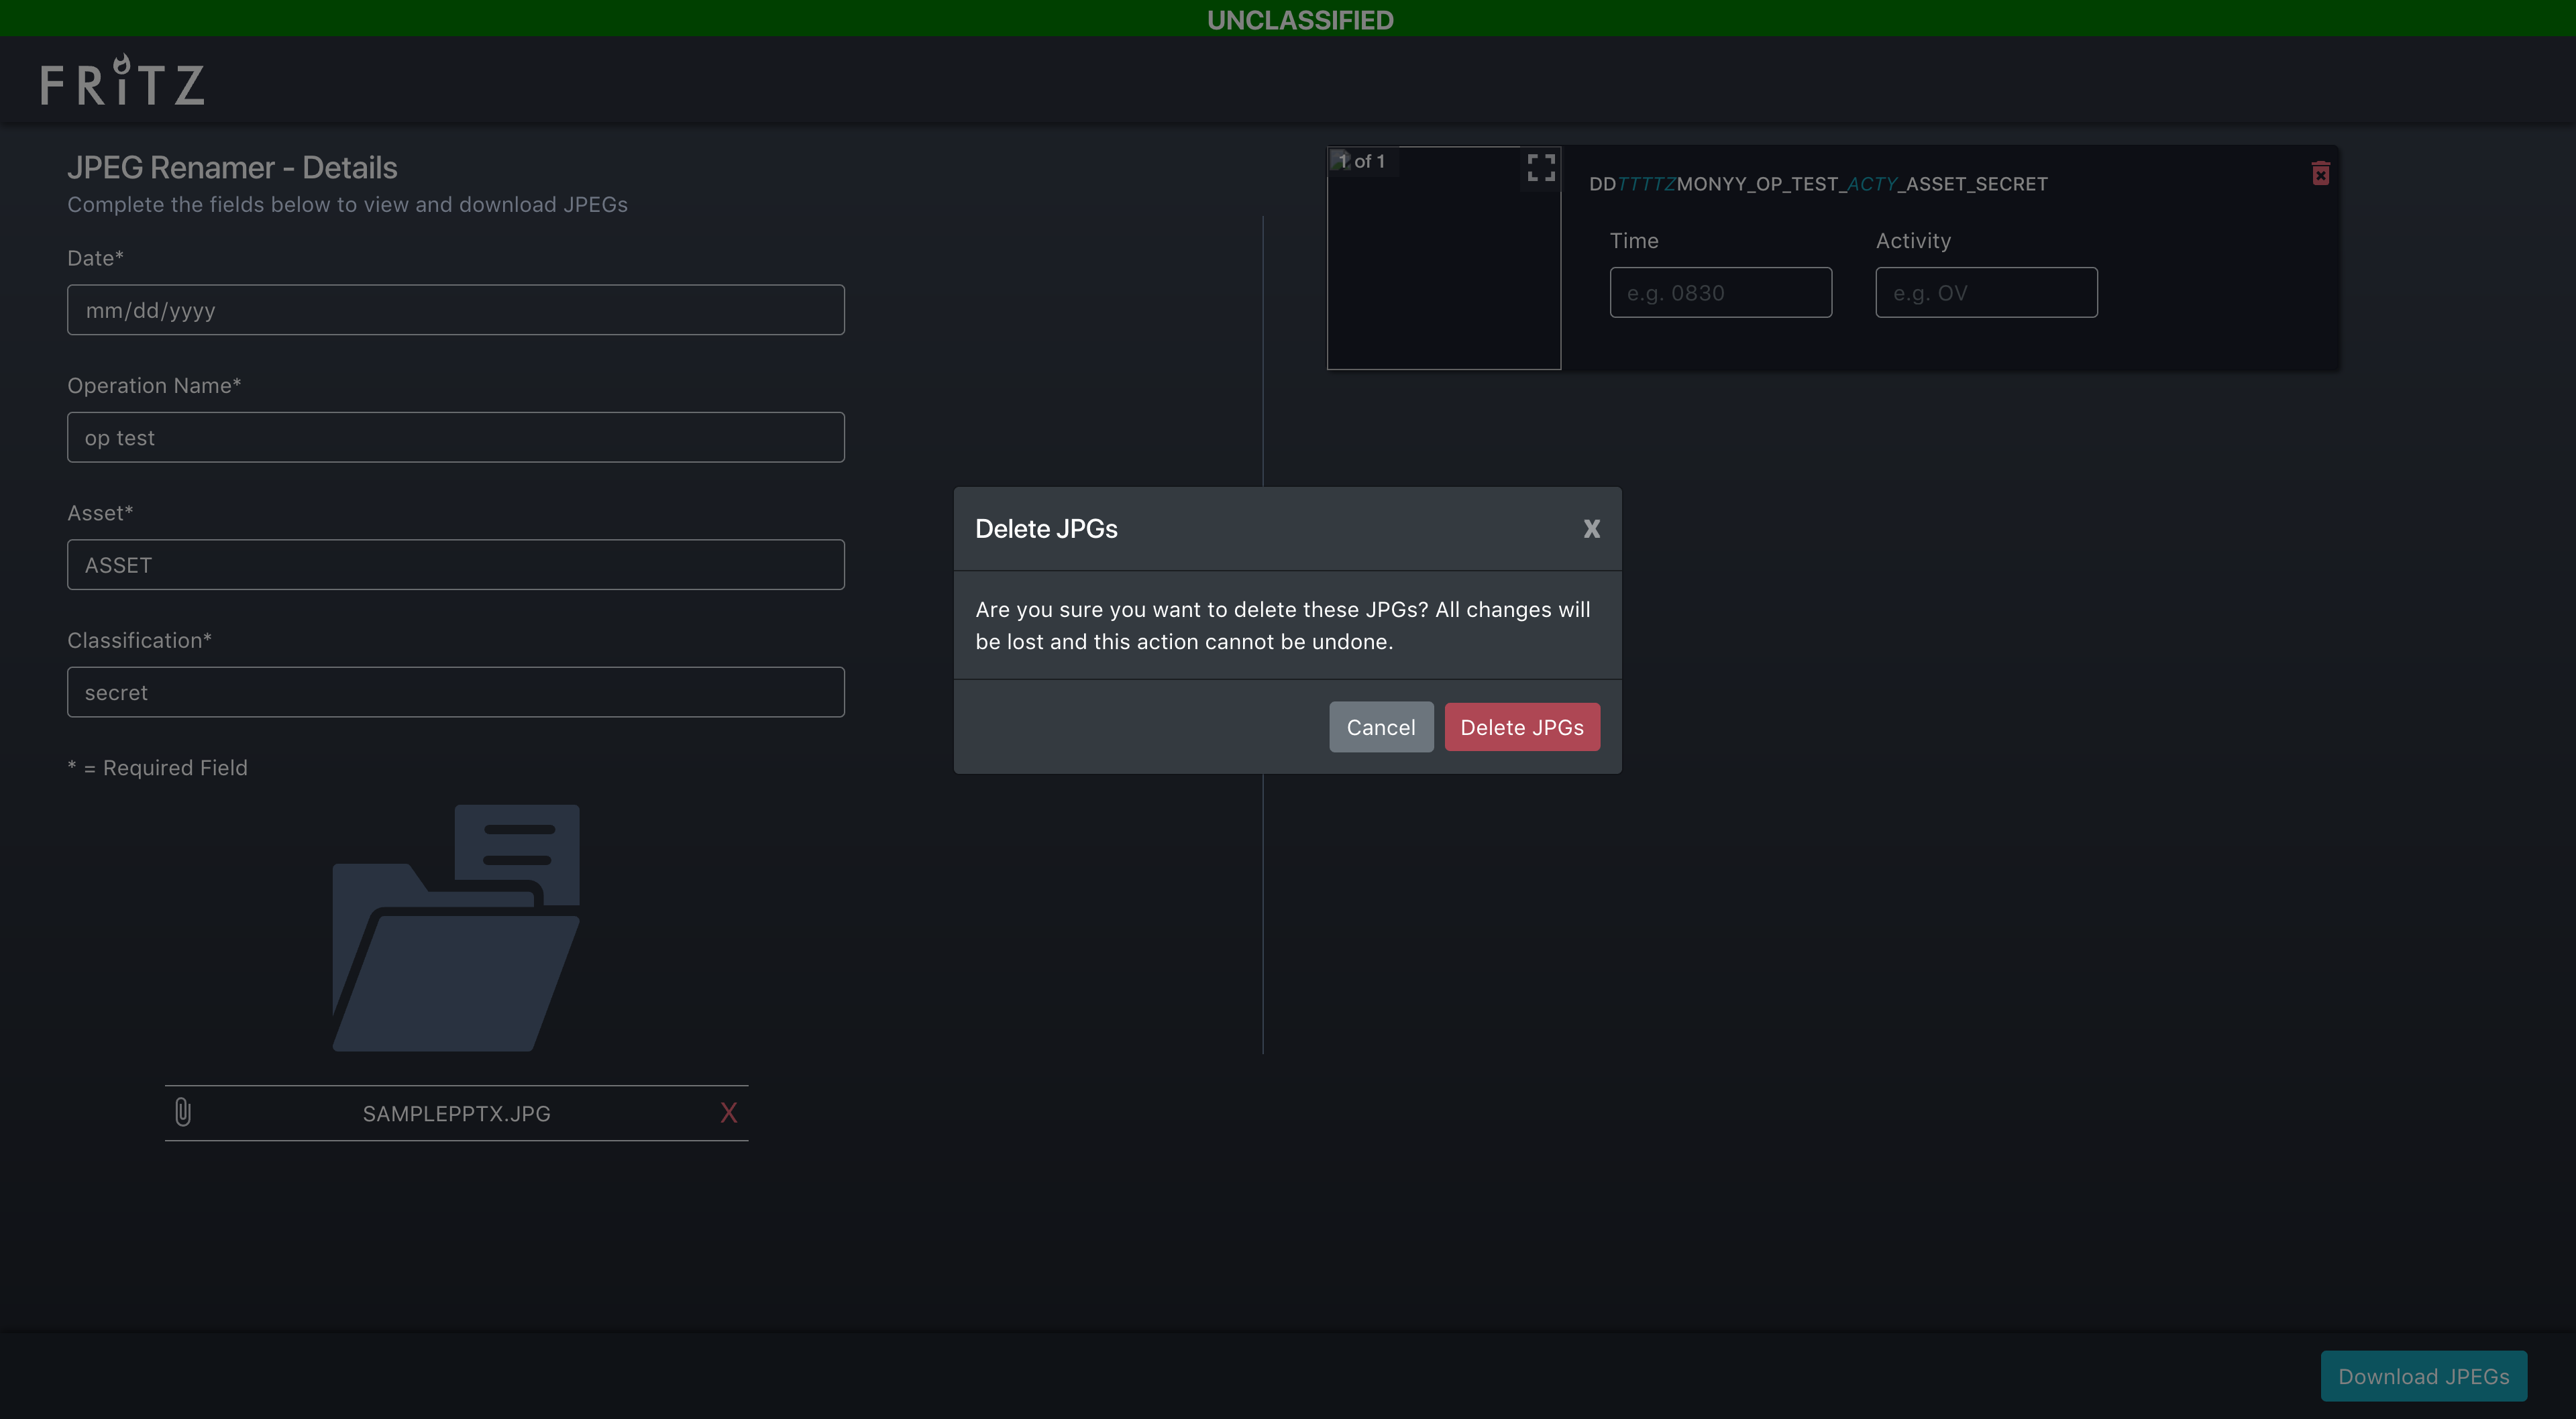 UNCLASSIFIED
FRiTZ
JPEG Renamer - Details
Complete the fields below to view and download JPEGs
Date*
mm/dd/yyyy
Operation Name*
op test
Asset*
ASSET
Classification*
secret
* = Required Field
SAMPLEPPTX.JPG X
1 of 1
DDTTTTZMONYY_OP_TEST_ACTY_ASSET_SECRET
Time Activity
e.g. 0830 e.g. OV
Delete JPGs X
Are you sure you want to delete these JPGs? All changes will
be lost and this action cannot be undone.
Cancel Delete JPGs
Download JPEGs